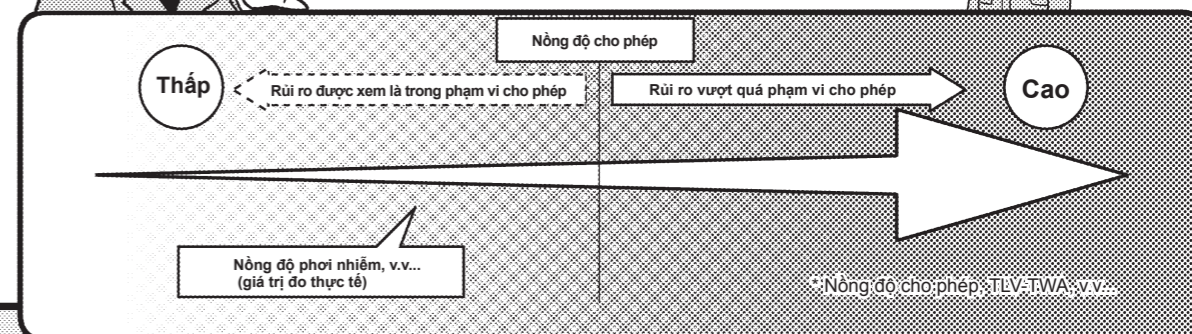 Nồng độ cho phép
Thấp
Rủi ro được xem là trong phạm vi cho phép
Rủi ro vượt quá phạm vi cho phép
Cao
Nồng độ phơi nhiễm, v.v...
(giá trị đo thực tế)
* Nồng độ cho phép, TLV-TWA, v.v...